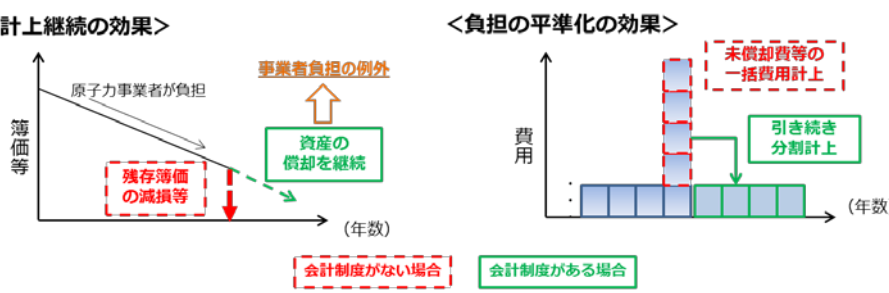 計上継続の効果＞
簿価等
原子力事業者が負担
事業者負担の例外
資産の
償却を継続
残存簿価
の減損等
（年数）
＜負担の平準化の効果＞
費用
未償却費等の
一括費用計上
引き続き
分割計上
（年数
会計制度がない場合
会計制度がある場合